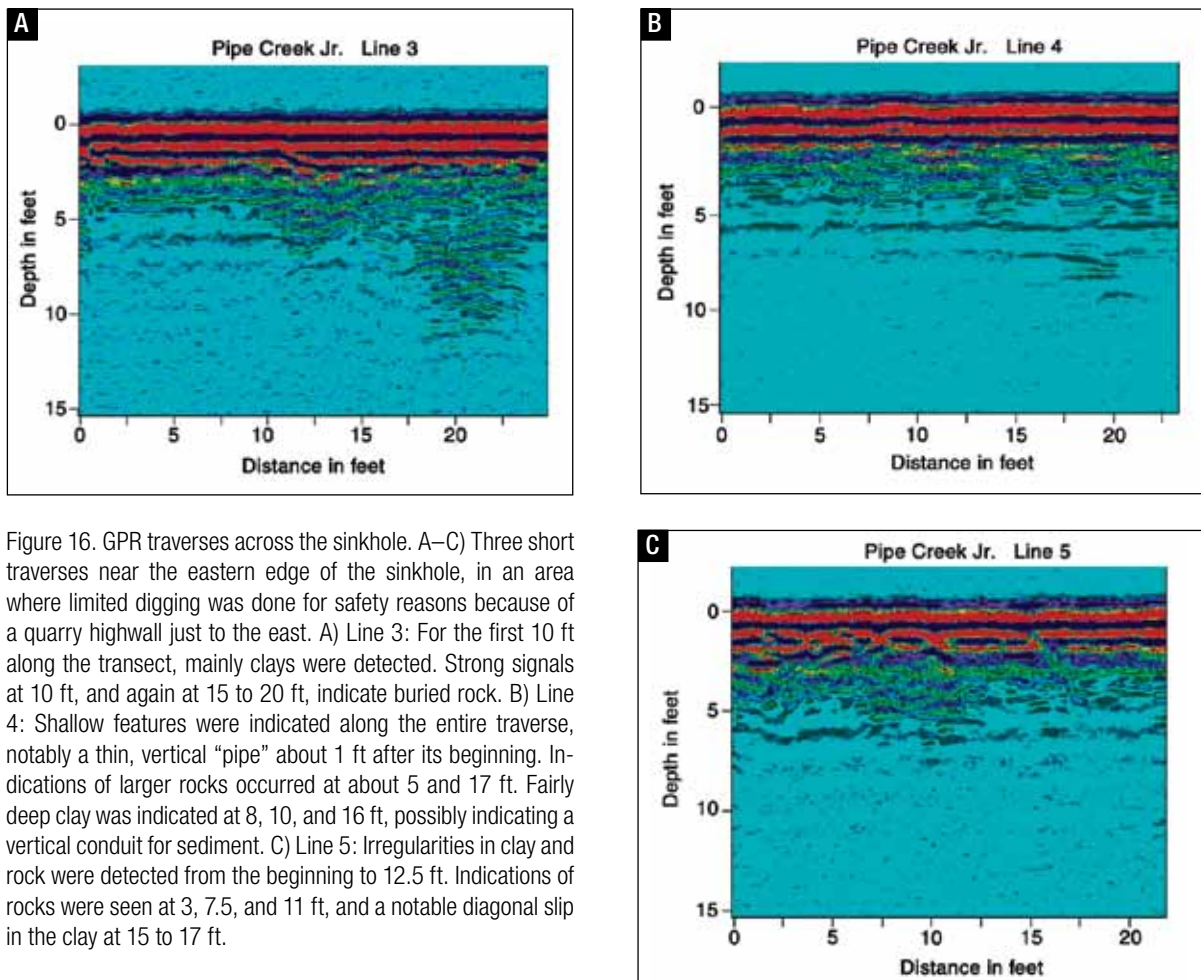 A
Pipe Creek Jr. Line 3
0
5
10
15
Depth in feet
0 5 10 15 20
Distance in feet
B
Pipe Creek Jr. Line 4
0
5
10
15
Depth in feet
0 5 10 15 20
Distance in feet
Figure 16. GPR traverses across the sinkhole. A–C) Three short
traverses near the eastern edge of the sinkhole, in an area
where limited digging was done for safety reasons because of
a quarry highwall just to the east. A) Line 3: For the first 10 ft
along the transect, mainly clays were detected. Strong signals
at 10 ft, and again at 15 to 20 ft, indicate buried rock. B) Line
4: Shallow features were indicated along the entire traverse,
notably a thin, vertical “pipe” about 1 ft after its beginning. In-
dications of larger rocks occurred at about 5 and 17 ft. Fairly
deep clay was indicated at 8, 10, and 16 ft, possibly indicating a
vertical conduit for sediment. C) Line 5: Irregularities in clay and
rock were detected from the beginning to 12.5 ft. Indications of
rocks were seen at 3, 7.5, and 11 ft, and a notable diagonal slip
in the clay at 15 to 17 ft.
C
Pipe Creek Jr. Line 5
0
5
10
15
Depth in feet
0 5 10 15 20
Distance in feet